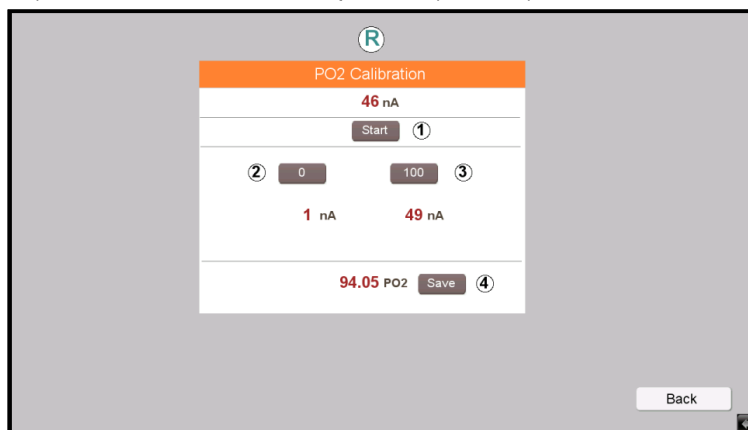 R
PO2 Calibration
46 nA
Start 1
2 0 100 3
1 nA 49 nA
94.05 PO2 Save 4
Back